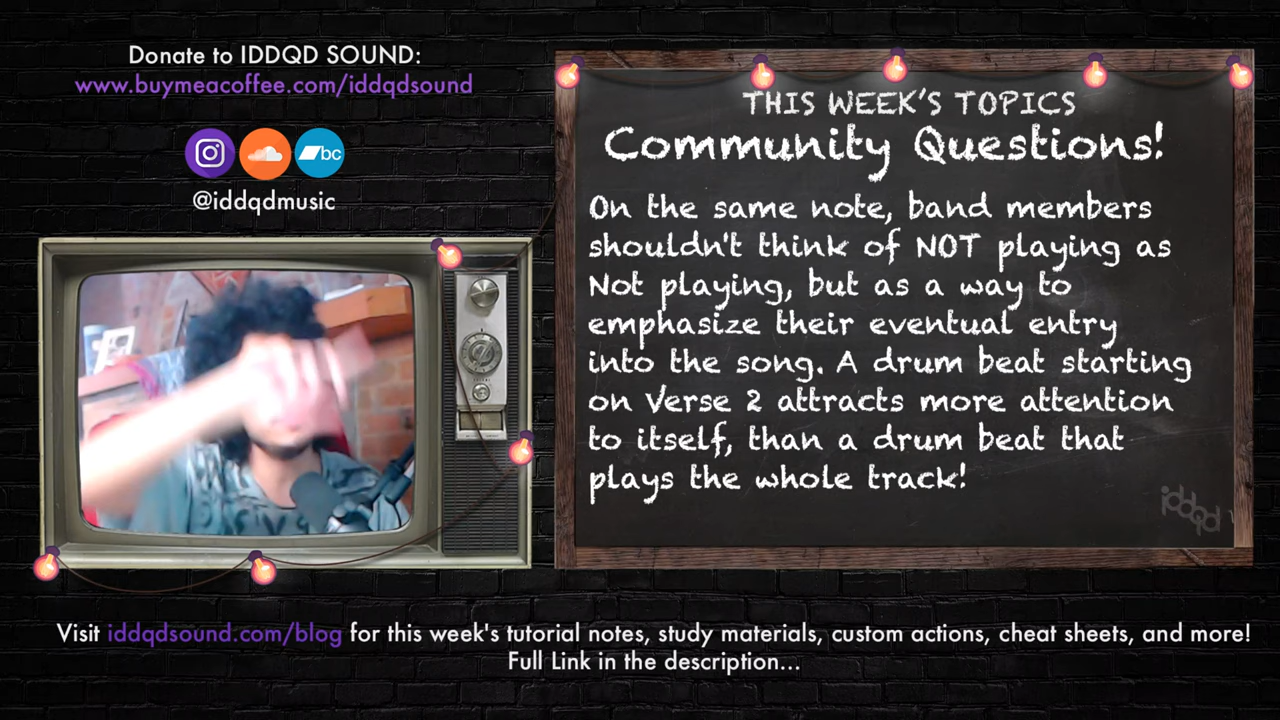 Donate to IDDQD SOUND:
www.buymeacoffee.com/iddqdsound
bc
@iddqdmusic
THIS WEEK'S TOPICS
Community Questions!
On the same note, band members
shouldn't think of NOT playing as
Not playing, but as a way to
emphasize their eventual entry
into the song. A drum beat starting
on Verse 2 attracts more attention
to itself, than a drum beat that
plays the whole track!
iddqd
Visit iddqdsound.com/blog for this week's tutorial notes, study materials, custom actions, cheat sheets, and more!
Full Link in the description...